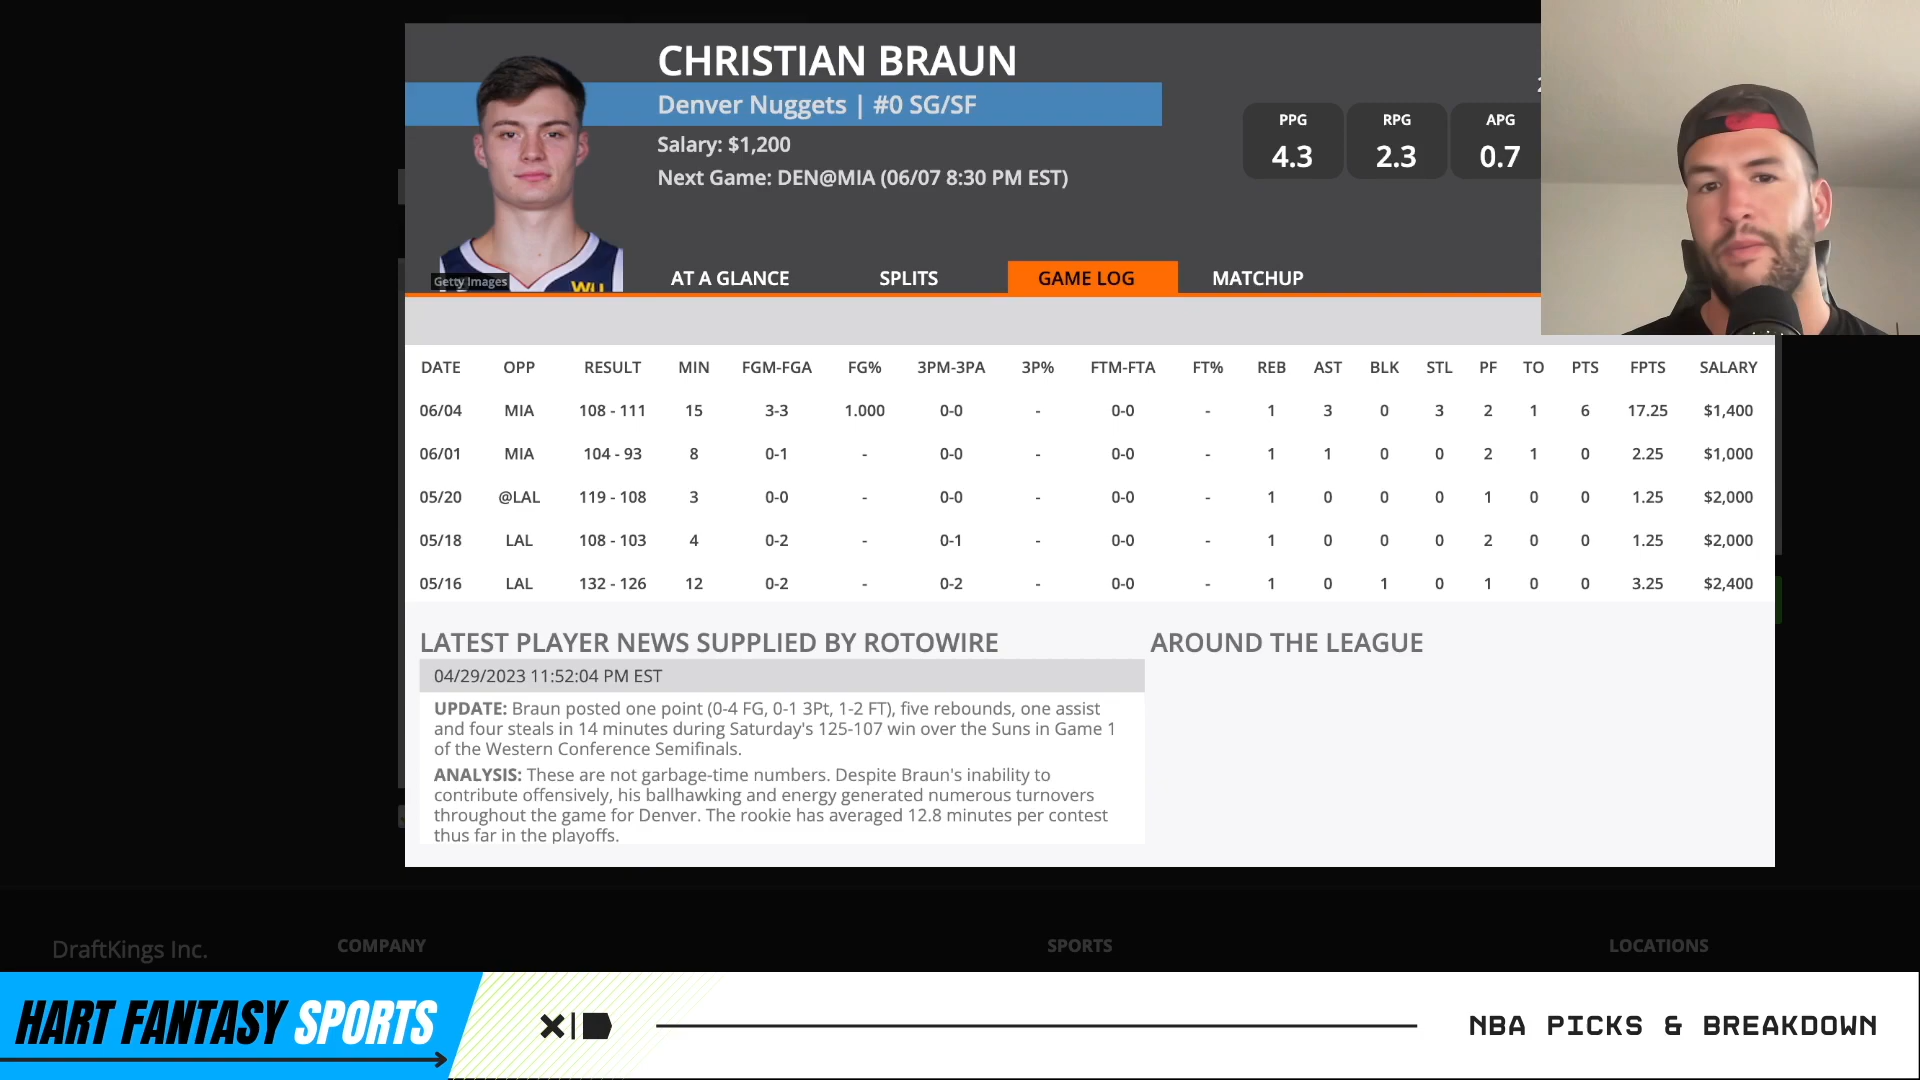 CHRISTIAN BRAUN
Denver Nuggets | #0 SG/SF
Salary: $1,200
Next Game: DEN@MIA (06/07 8:30 PM EST)
PPG RPG APG
4.3 2.3 0.7
Getty Images
AT A GLANCE SPLITS GAME LOG MATCHUP
DATE OPP RESULT MIN FGM-FGA FG% 3PM-3PA 3P% FTM-FTA FT% REB AST BLK STL PF TO PTS FPTS SALARY
06/04 MIA 108 - 111 15 3-3 1.000 0-0 - 0-0 - 1 3 0 3 2 1 6 17.25 $1,400
06/01 MIA 104 - 93 8 0-1 - 0-0 - 0-0 - 1 1 0 0 2 1 0 2.25 $1,000
05/20 @LAL 119 - 108 3 0-0 - 0-0 - 0-0 - 1 0 0 0 1 0 0 1.25 $2,000
05/18 LAL 108 - 103 4 0-2 - 0-1 - 0-0 - 1 0 0 0 2 0 0 1.25 $2,000
05/16 LAL 132 - 126 12 0-2 - 0-2 - 0-0 - 1 0 1 0 1 0 0 3.25 $2,400
LATEST PLAYER NEWS SUPPLIED BY ROTOWIRE
AROUND THE LEAGUE
04/29/2023 11:52:04 PM EST
UPDATE: Braun posted one point (0-4 FG, 0-1 3Pt, 1-2 FT), five rebounds, one assist
and four steals in 14 minutes during Saturday's 125-107 win over the Suns in Game 1
of the Western Conference Semifinals.
ANALYSIS: These are not garbage-time numbers. Despite Braun's inability to
contribute offensively, his ballhawking and energy generated numerous turnovers
throughout the game for Denver. The rookie has averaged 12.8 minutes per contest
thus far in the playoffs.
DraftKings Inc. COMPANY SPORTS LOCATIONS
HART FANTASY SPORTS
NBA PICKS & BREAKDOWN